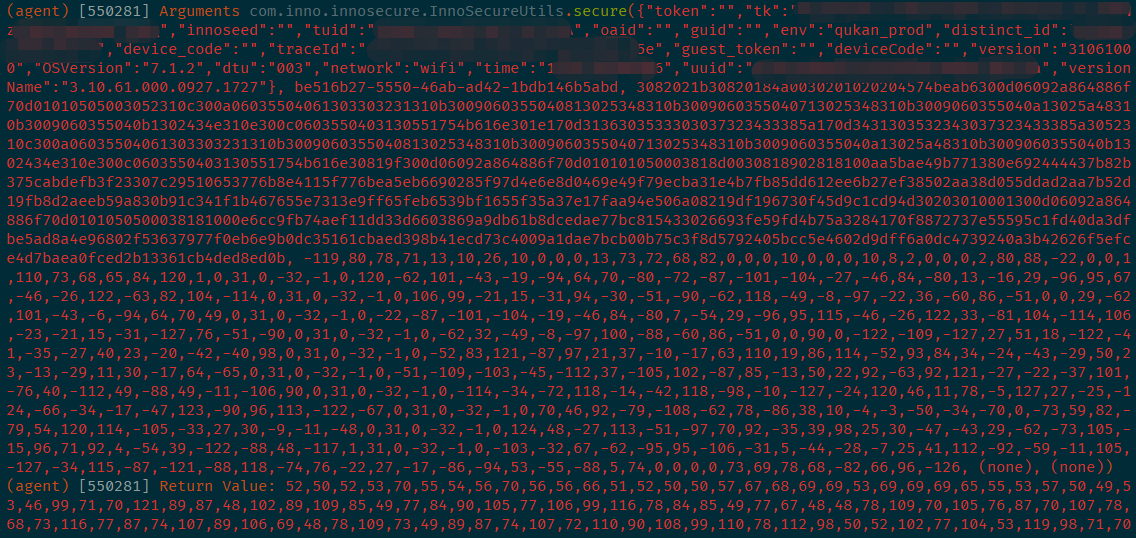 (agent) [550281] Arguments com.inno.innosecure.InnoSecureUtils.secure({"token":"","tk":"
","innoseed":"","tuid":" ","oaid":"","guid":"","env":"qukan_prod","distinct_id":
","device_code":"","traceId":" 5e","guest_token":"","deviceCode":"","version":"3106100
0","OSVersion":"7.1.2","dtu":"003","network":"wifi","time":"1 6","uuid":" ","version
Name":"3.10.61.000.0927.1727"}, be516b27-5550-46ab-ad42-1bdb146b5abd, 3082021b30820184a0030201020204574beab6300d06092a864886f
70d01010505003052310c300a060355040613033032310b3009060355040813025348310b3009060355040713025348310b3009060355040a13025a4831
0b3009060355040b1302434e310e300c06035504031305 51754b616e301e170d3136303533303037323433385a170d3431303532343037323433385a3052
310c300a060355040613033032310b3009060355040813025348310b3009060355040713025348310b3009060355040a13025a48310b3009060355040b13
02434e310e300c0603550403130551754b616e30819f300d06092a864886f70d010101050003818d0030818902818100aa5bae49b771380e692444437b82b
375cabdefb3f23307c29510653776b8e4115f776bea5eb6690285f97d4e6e8d0469e49f79ecba31e4b7fb85dd612ee6b27ef38502aa38d055ddad2aa7b52d
19fb8d2aeeb59a830b91c341f1b467655e7313e9ff65feb6539bf1655f35a37e17faa94e506a08219df196730f45d9c1cd94d30203010001300d06092a864
886f70d0101050500038181000e6cc9fb74aef11dd33d6603869a9db61b8dcedae77bc815433026693fe59fd4b75a3284170f8872737e55595c1fd40da3df
be5ad8a4e96802f53637977f0eb6e9b0dc35161cbaed398b41ecd73c4009a1dae7bcb00b75c3f8d5792405bcc5e4602d9dff6a0dc4739240a3b42626f5efc
e4d7baea0fced2b13361cb4ded8ed0b, -119,80,78,71,13,10,26,10,0,0,0,13,73,72,68,82,0,0,0,10,0,0,0,10,8,2,0,0,0,2,80,88,-22,0,0,1
,110,73,68,65,84,120,1,0,31,0,-32,-1,0,120,-62,101,-43,-19,-94,64,70,-80,-72,-87,-101,-104,-27,-46,84,-80,13,-16,29,-96,95,67
,-46,-26,122,-63,82,104,-114,0,31,0,-32,-1,0,106,99,-21,15,-31,94,-30,-51,-90,-62,118,-49,-8,-97,-22,36,-60,86,-51,0,0,29,-62
,101,-43,-6,-94,64,70,49,0,31,0,-32,-1,0,-22,-87,-101,-104,-19,-46,84,-80,7,-54,29,-96,95,115,-46,-26,122,33,-81,104,-114,106
,-23,-21,15,-31,-127,76,-51,-90,0,31,0,-32,-1,0,-62,32,-49,-8,-97,100,-88,-60,86,-51,0,0,90,0,-122,-109,-127,27,51,18,-122,-4
1,-35,-27,40,23,-20,-42,-40,98,0,31,0,-32,-1,0,-52,83,121,-87,97,21,37,-10,-17,63,110,19,86,114,-52,93,84,34,-24,-43,-29,50,2
3,-13,-29,11,30,-17,64,-65,0,31,0,-32,-1,0,-51,-109,-103,-45,-112,37,-105,102,-87,85,-13,50,22,92,-63,92,121,-27,-22,-37,101,
-76,40,-112,49,-88,49,-11,-106,90,0,31,0,-32,-1,0,-114,-34,-72,118,-14,-42,118,-98,-10,-127,-24,120,46,11,78,-5,127,27,-25,-1
24,-66,-34,-17,-47,123,-90,96,113,-122,-67,0,31,0,-32,-1,0,70,46,92,-79,-108,-62,78,-86,38,10,-4,-3,-50,-34,-70,0,-73,59,82,-
79,54,120,114,-105,-33,27,30,-9,-11,-48,0,31,0,-32,-1,0,124,48,-27,113,-51,-97,70,92,-35,39,98,25,30,-47,-43,29,-62,-73,105,-
15,96,71,92,4,-54,39,-122,-88,48,-117,1,31,0,-32,-1,0,-103,-32,67,-62,-95,95,-106,-31,5,-44,-28,-7,25,41,112,-92,-59,-11,105,
-127,-34,115,-87,-121,-88,118,-74,76,-22,27,-17,-86,-94,53,-55,-88,5,74,0,0,0,0,73,69,78,68,-82,66,96,-126, (none), (none))
(agent) [550281] Return Value: 52,50,52,53,70,55,54,56,70,56,56,66,51,52,50,50,57,67,68,69,69,53,69,69,69,65,55,53,57,50,49,5
3,46,99,71,70,121,89,87,48,102,89,109,85,49,77,84,90,105,77,106,99,116,78,84,85,49,77,67,48,48,78,109,70,105,76,87,70,107,78,
68,73,116,77,87,74,107,89,106,69,48,78,109,73,49,89,87,74,107,72,110,90,108,99,110,78,112,98,50,52,102,77,104,53,119,98,71,70